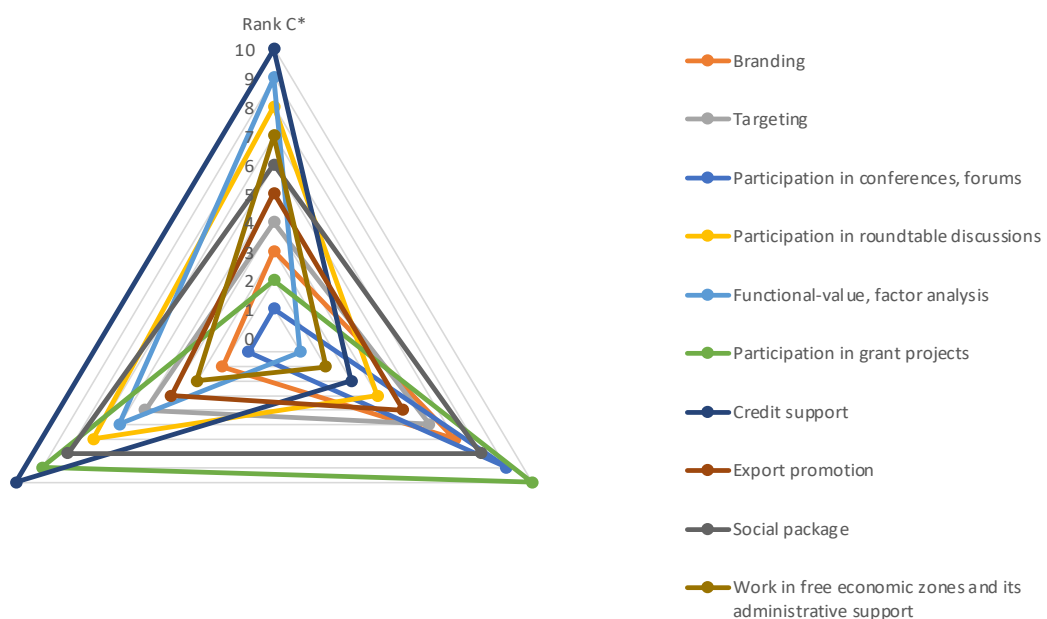 Rank C*
10
9
8
7
6
5
4
3
2
1
0
Branding
Targeting
Participation in conferences, forums
Participation in roundtable discussions
Functional-value, factor analysis
Participation in grant projects
Credit support
Export promotion
Social package
Work in free economic zones and its
administrative support